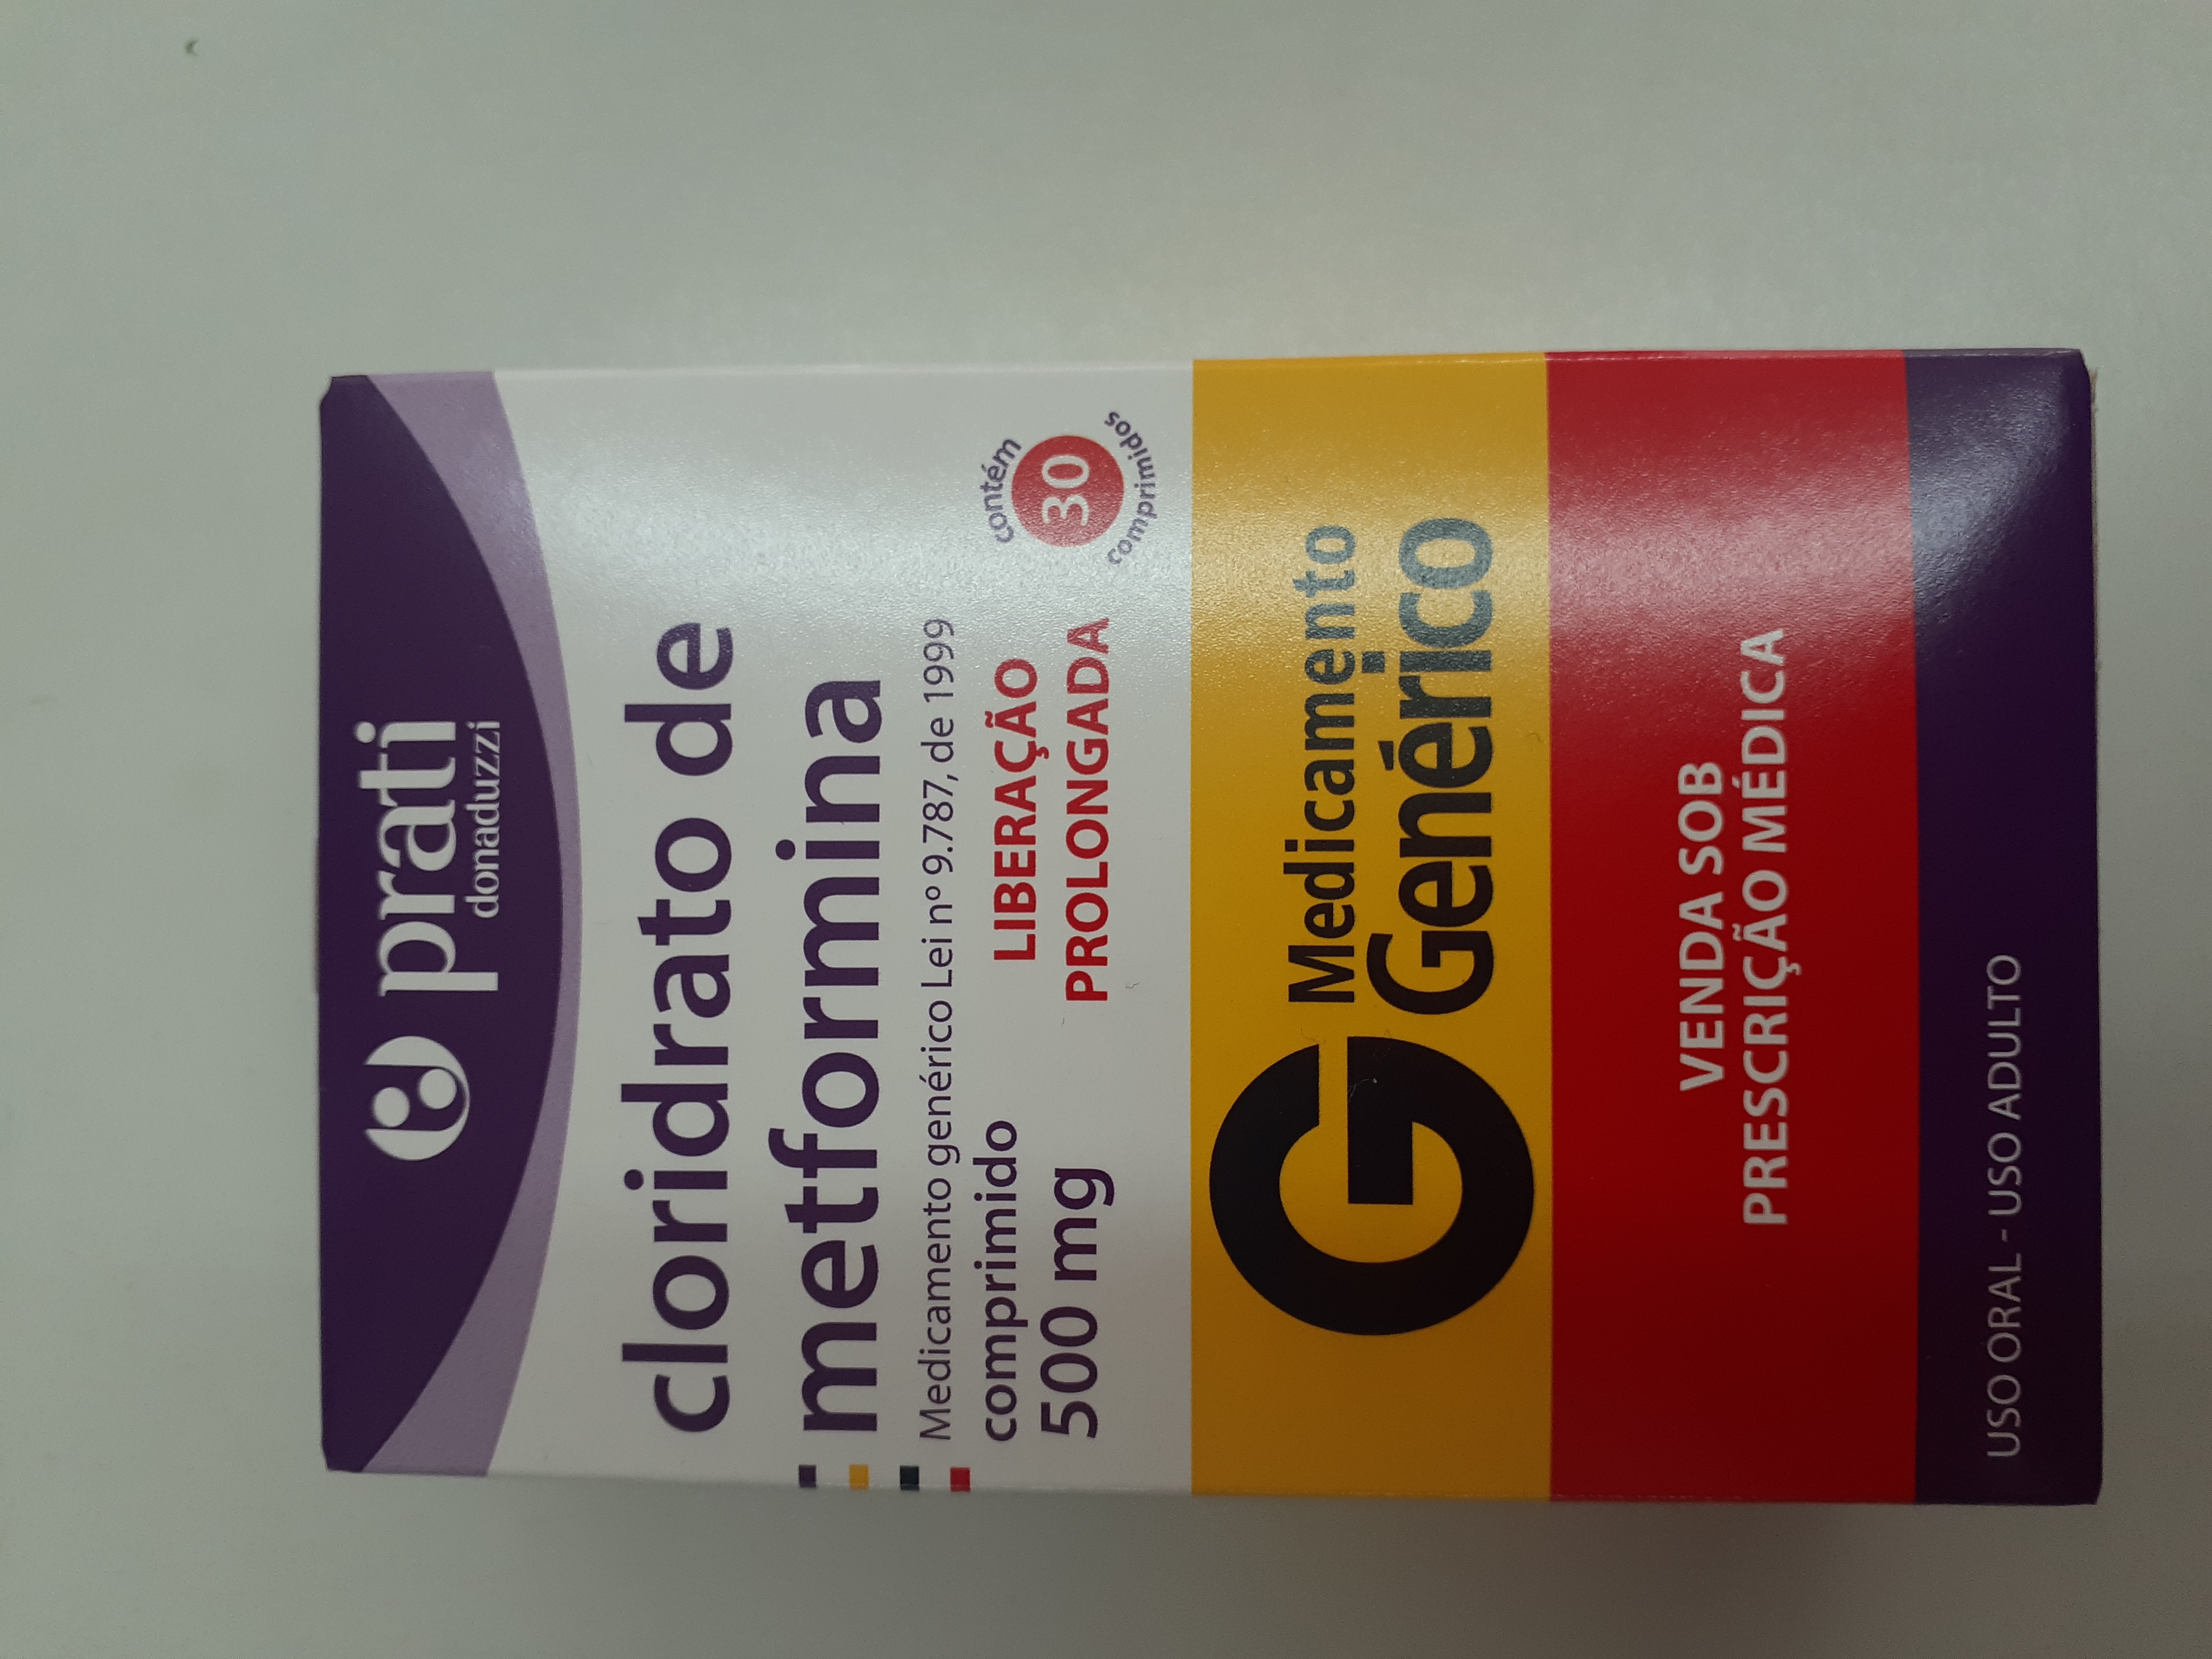 prati
donaduzzi
cloridrato de
metformina
Medicamento genérico Lei nº 9.787, de 1999
comprimido
500 mg
LIBERAÇÃO
PROLONGADA
contém
30
comprimidos
G
Medicamento
Genérico
VENDA SOB
PRESCRIÇÃO MÉDICA
USO ORAL - USO ADULTO